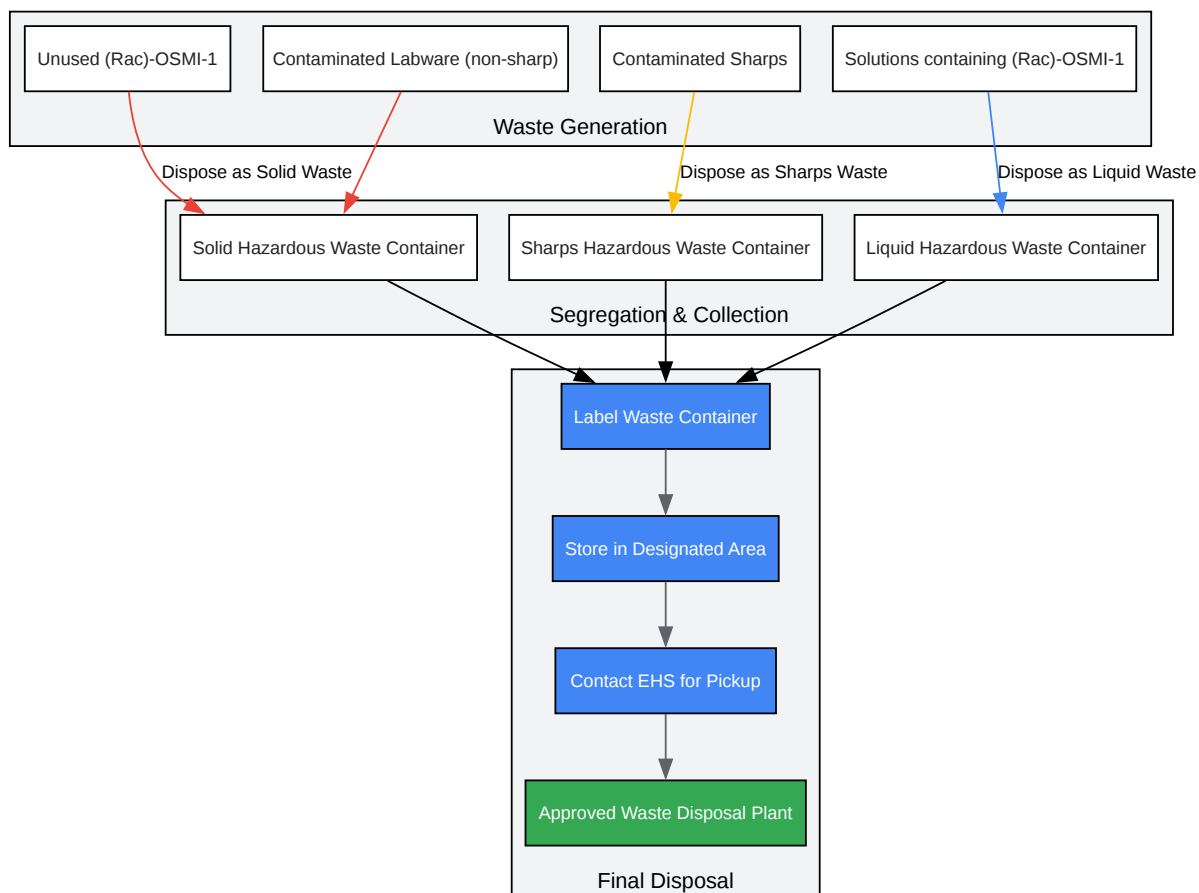 Unused (Rac)-OSMI-1
Contaminated Labware (non-sharp)
Contaminated Sharps
Solutions containing (Rac)-OSMI-1
Waste Generation
Dispose as Solid Waste
Dispose as Sharps Waste
Dispose as Liquid Waste
Solid Hazardous Waste Container
Sharps Hazardous Waste Container
Liquid Hazardous Waste Container
Segregation & Collection
Label Waste Container
Store in Designated Area
Contact EHS for Pickup
Approved Waste Disposal Plant
Final Disposal